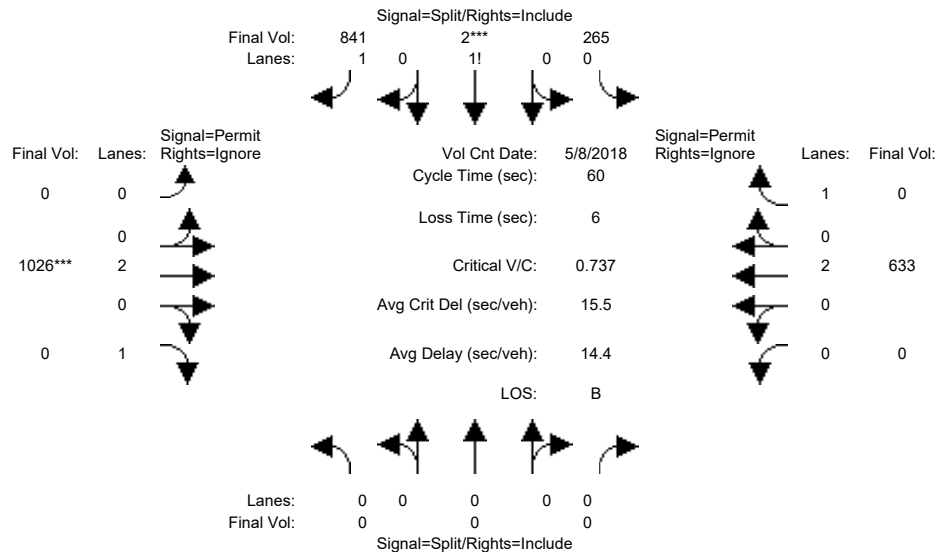 Signal=Split/Rights=Include
Final Vol: 841 2*** 265
Lanes: 1 0 1! 0 0
Signal=Permit Signal=Permit
Final Vol: Lanes: Rights=Ignore Vol Cnt Date: 5/8/2018 Rights=Ignore Lanes: Final Vol:
Cycle Time (sec): 60
0 0 1 0
Loss Time (sec): 6
0 0
1026*** 2 Critical V/C: 0.737 2 633
0 Avg Crit Del (sec/veh): 15.5 0
0 1 Avg Delay (sec/veh): 14.4 0 0
LOS: B
Lanes: 0 0 0 0 0
Final Vol: 0 0 0
Signal=Split/Rights=Include